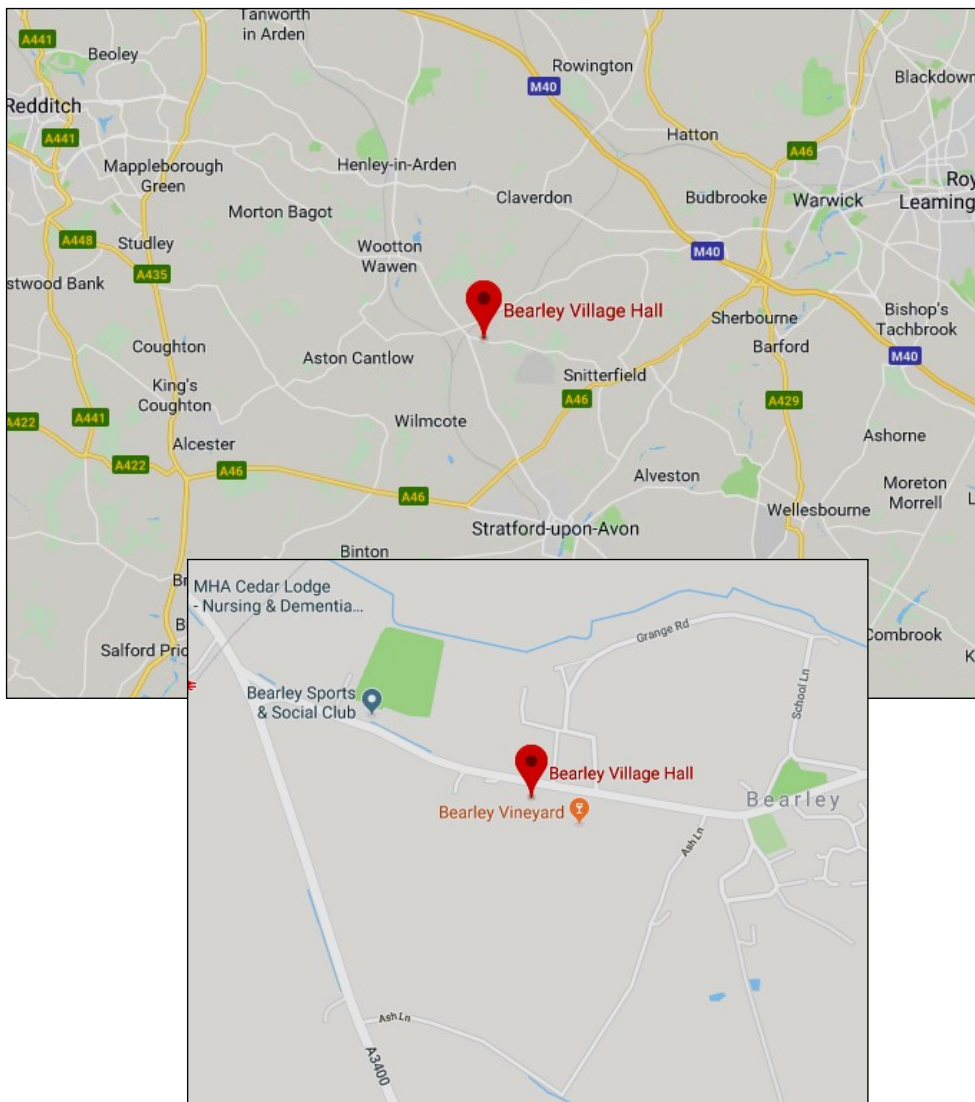 Tanworth
in Arden
A441
Beoley
Rowington
M40
Blackdown
Redditch
A441
Hatton
A46
Mappleborough
Green
Henley-in-Arden
Claverdon
Budbrooke
Warwick
Leaming
Morton Bagot
A448
Studley
Wootton
Wawen
M40
A435
stwood Bank
Bearley Village Hall
Sherbourne
Bishop's
Tachbrook
Coughton
Aston Cantlow
Snitterfield
Barford
M40
King's
Coughton
A46
A429
A422
A441
Wilmcote
Ashorne
Alcester
A422
A46
A46
Alveston
Moreton
Morrell
Wellesbourne
Stratford-upon-Avon
Binton
Salford Prio
Combrook
MHA Cedar Lodge
- Nursing & Dementia...
Grange Rd
School Ln
Bearley Sports
& Social Club
Bearley Village Hall
Bearley Vineyard
Bearley
Ash Ln
Ash Ln
A3400